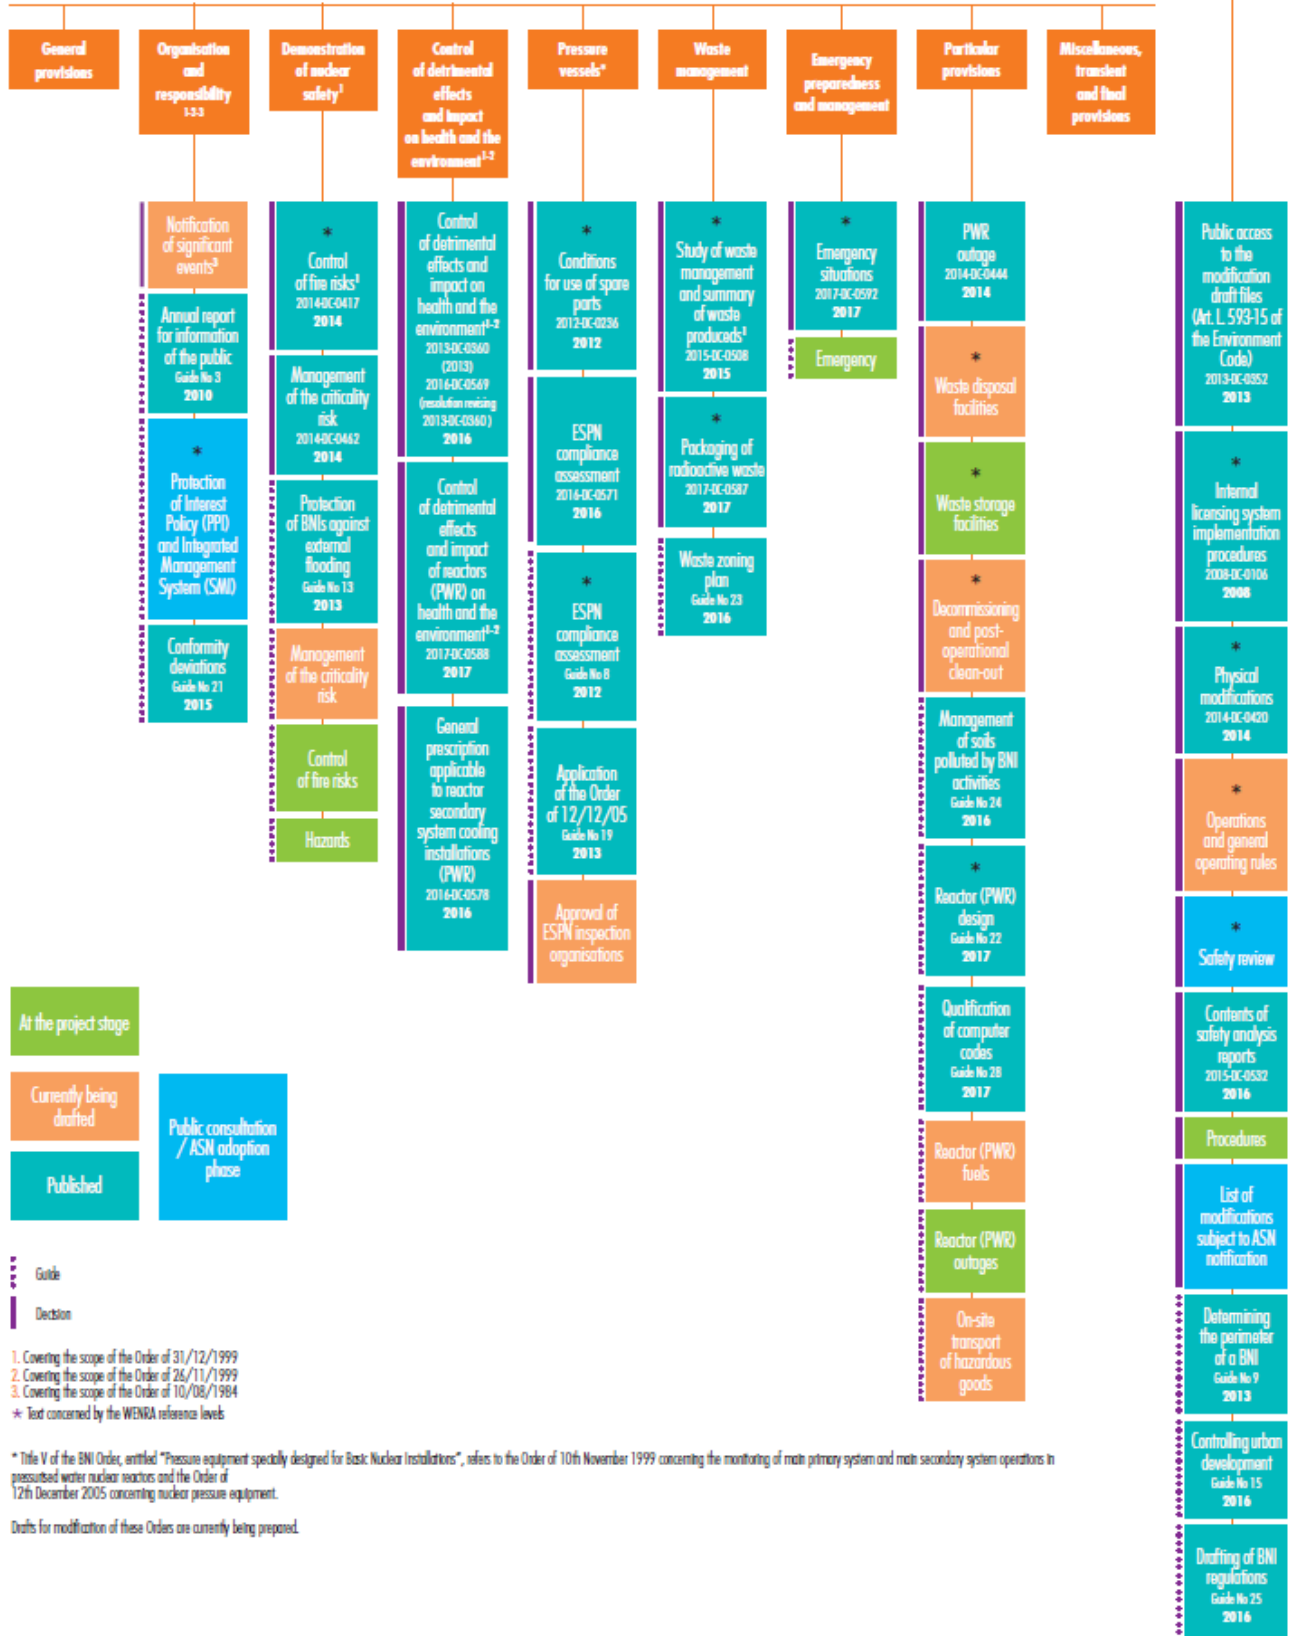 General
provisions
Organisation
and
responsibility
1-2-3
Demonstration
of nuclear
safety1
Control
of detrimental
effects
and impact
on health and the
environment1-2
Pressure
vessels*
Waste
management
Emergency
preparedness
and management
Particular
provisions
Miscellaneous,
transient
and final
provisions
Notification
of significant
events3
Annual report
for information
of the public
Guide No 3
2010
*
Protection
of Interest
Policy (PPI)
and Integrated
Management
System (SMI)
Conformity
deviations
Guide No 21
2015
*
Control
of fire risks1
2014-DC-0417
2014
Management
of the criticality
risk
2014-DC-0462
2014
Protection
of BNIs against
external
flooding
Guide No 13
2013
Management
of the criticality
risk
Control
of fire risks
Hazards
Control
of detrimental
effects and
impact on
health and the
environment1-2
2013-DC-0360
(2013)
2016-DC-0569
(resolution revising
2013-DC-0360 )
2016
Control
of detrimental
effects
and impact
of reactors
(PWR) on
health and the
environment1-2
2017-DC-0588
2017
General
prescription
applicable
to reactor
secondary
system cooling
installations
(PWR)
2016-DC-0578
2016
*
Conditions
for use of spare
parts
2012-DC-0236
2012
ESPN
compliance
assessment
2016-DC-0571
2016
*
ESPN
compliance
assessment
Guide No 8
2012
Application
of the Order
of 12/12/05
Guide No 19
2013
Approval of
ESPN inspection
organisations
*
Study of waste
management
and summary
of waste
produceds1
2015-DC-0508
2015
*
Packaging of
radioactive waste
2017-DC-0587
2017
Waste zoning
plan
Guide No 23
2016
*
Emergency
situations
2017-DC-0592
2017
Emergency
PWR
outage
2014-DC-0444
2014
*
Waste disposal
facilities
*
Waste storage
facilities
*
Decommissioning
and post-
operational
clean-out
Management
of soils
polluted by BNI
activities
Guide No 24
2016
*
Reactor (PWR)
design
Guide No 22
2017
Qualification
of computer
codes
Guide No 28
2017
Reactor (PWR)
fuels
Reactor (PWR)
outages
On-site
transport
of hazardous
goods
Public access
to the
modification
draft files
(Art. L. 593-15 of
the Environment
Code)
2013-DC-0352
2013
*
Internal
licensing system
implementation
procedures
2008-DC-0106
2008
*
Physical
modifications
2014-DC-0420
2014
*
Operations
and general
operating rules
*
Safety review
Contents of
safety analysis
reports
2015-DC-0532
2016
Procedures
List of
modifications
subject to ASN
notification
Determining
the perimeter
of a BNI
Guide No 9
2013
Controlling urban
development
Guide No 15
2016
Drafting of BNI
regulations
Guide No 25
2016
At the project stage
Currently being
drafted
Published
Public consultation
/ ASN adoption
phase
Guide
Decision
1. Covering the scope of the Order of 31/12/1999
2. Covering the scope of the Order of 26/11/1999
3. Covering the scope of the Order of 10/08/1984
* Text concerned by the WENRA reference levels
* Title V of the BNI Order, entitled "Pressure equipment specially designed for Basic Nuclear Installations", refers to the Order of 10th November 1999 concerning the monitoring of main primary system and main secondary system operations in
pressurised water nuclear reactors and the Order of
12th December 2005 concerning nuclear pressure equipment.
Drafts for modification of these Orders are currently being prepared.